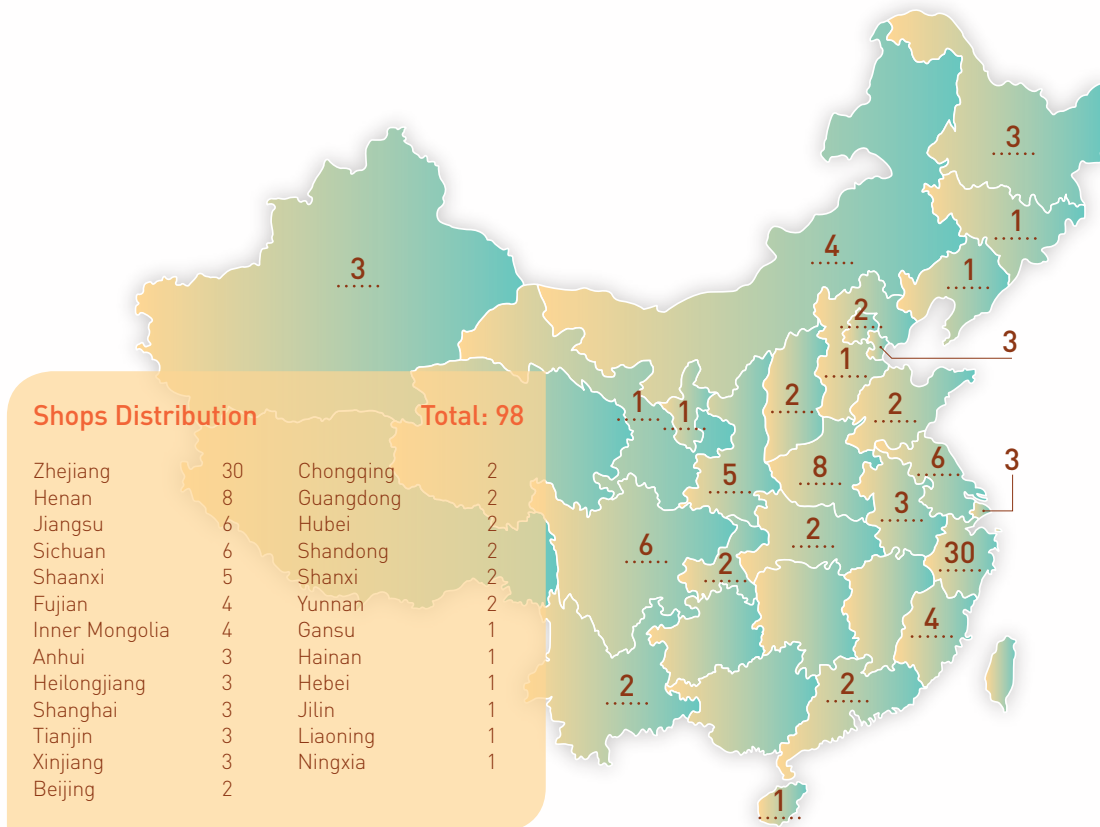 3
1
4
1
3
2
3
1
2
1
1
2
5
8
6
3
3
6
2
2
30
4
2
2
1
Shops Distribution Total: 98
Zhejiang 30 Chongqing 2
Henan 8 Guangdong 2
Jiangsu 6 Hubei 2
Sichuan 6 Shandong 2
Shaanxi 5 Shanxi 2
Fujian 4 Yunnan 2
Inner Mongolia 4 Gansu 1
Anhui 3 Hainan 1
Heilongjiang 3 Hebei 1
Shanghai 3 Jilin 1
Tianjin 3 Liaoning 1
Xinjiang 3 Ningxia 1
Beijing 2